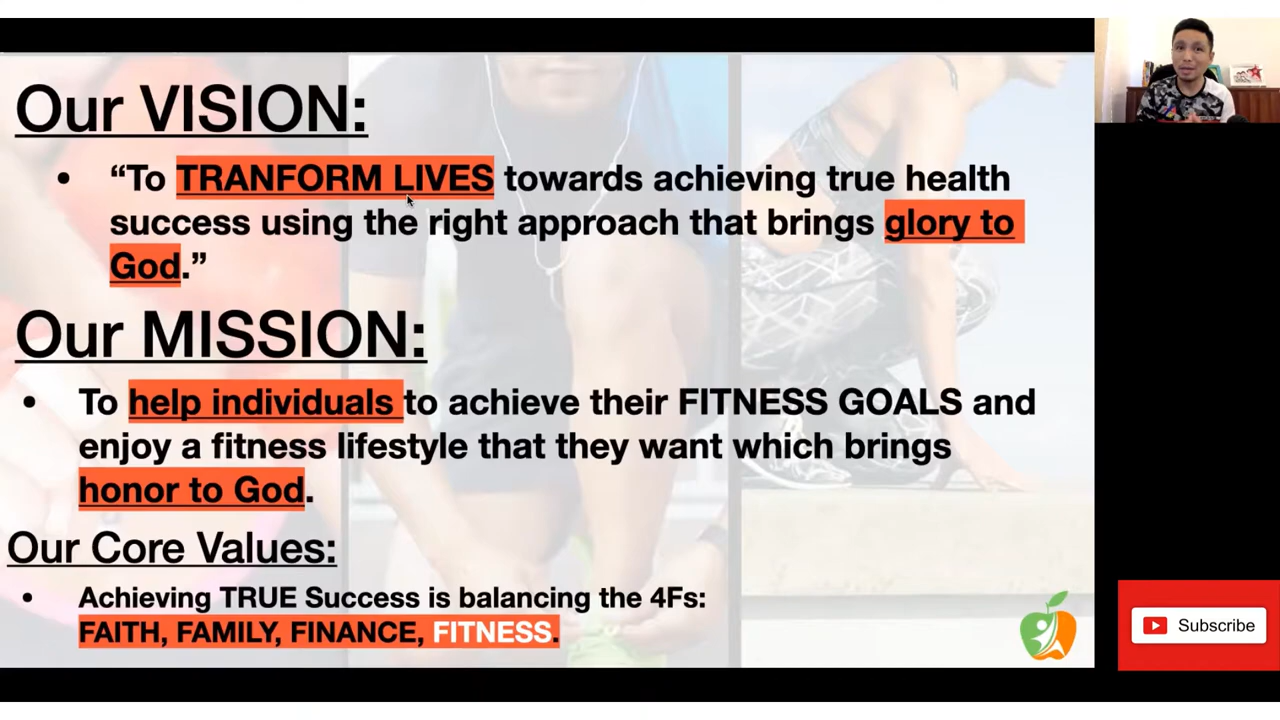 Our VISION:
• “To TRANFORM LIVES towards achieving true health
success using the right approach that brings glory to
God.”
Our MISSION:
• To help individuals to achieve their FITNESS GOALS and
enjoy a fitness lifestyle that they want which brings
honor to God.
Our Core Values:
• Achieving TRUE Success is balancing the 4Fs:
FAITH, FAMILY, FINANCE, FITNESS.
Subscribe